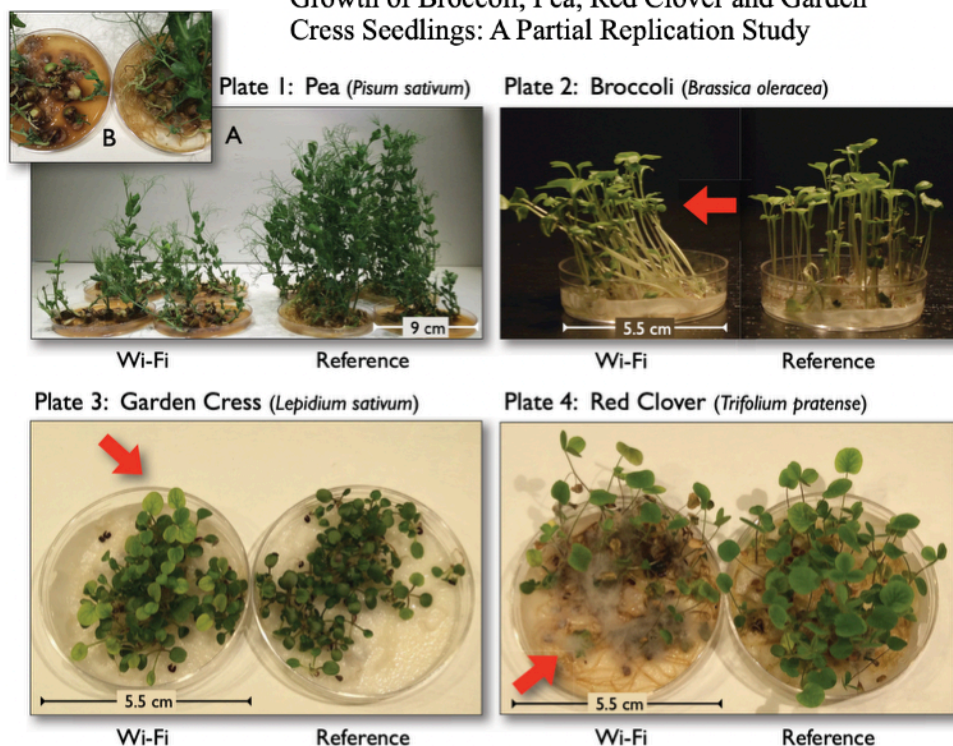 Growth of Broccoli, Pea, Red Clover and Garden
Cress Seedlings: A Partial Replication Study
Plate 1: Pea (Pisum sativum)
Plate 2: Broccoli (Brassica oleracea)
B
A
9 cm
5.5 cm
Wi-Fi
Reference
Wi-Fi
Reference
Plate 3: Garden Cress (Lepidium sativum)
Plate 4: Red Clover (Trifolium pratense)
5.5 cm
5.5 cm
Wi-Fi
Reference
Wi-Fi
Reference